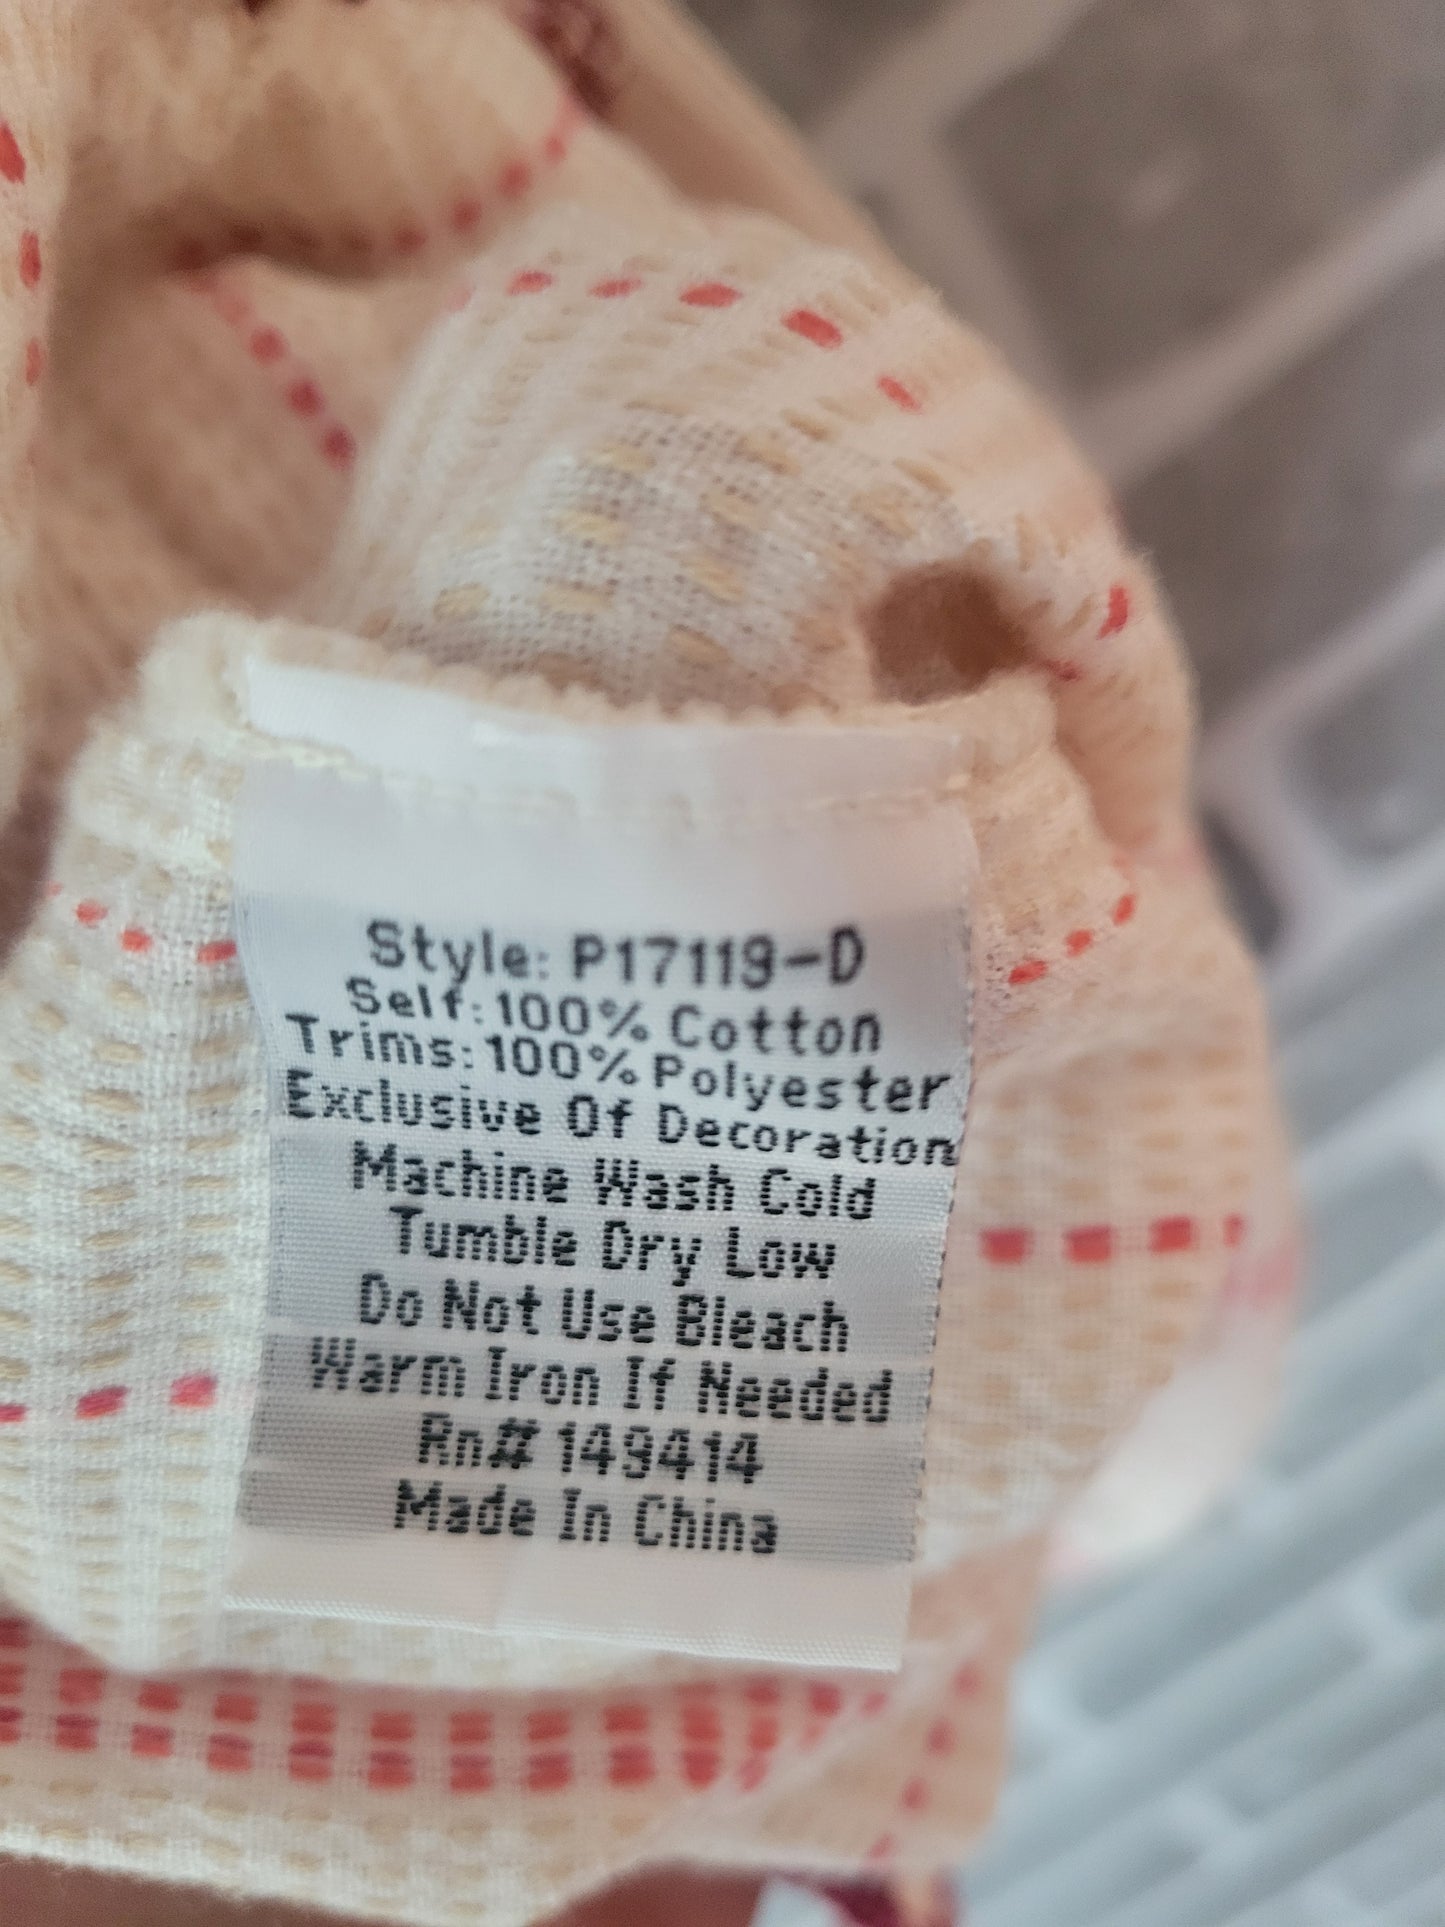 Style: P17119-D
Self: 100% Cotton
Trims: 100% Polyester
Exclusive Of Decoration
Machine Wash Cold
Tumble Dry Low
Do Not Use Bleach
Warm Iron If Needed
Rn# 149414
Made In China